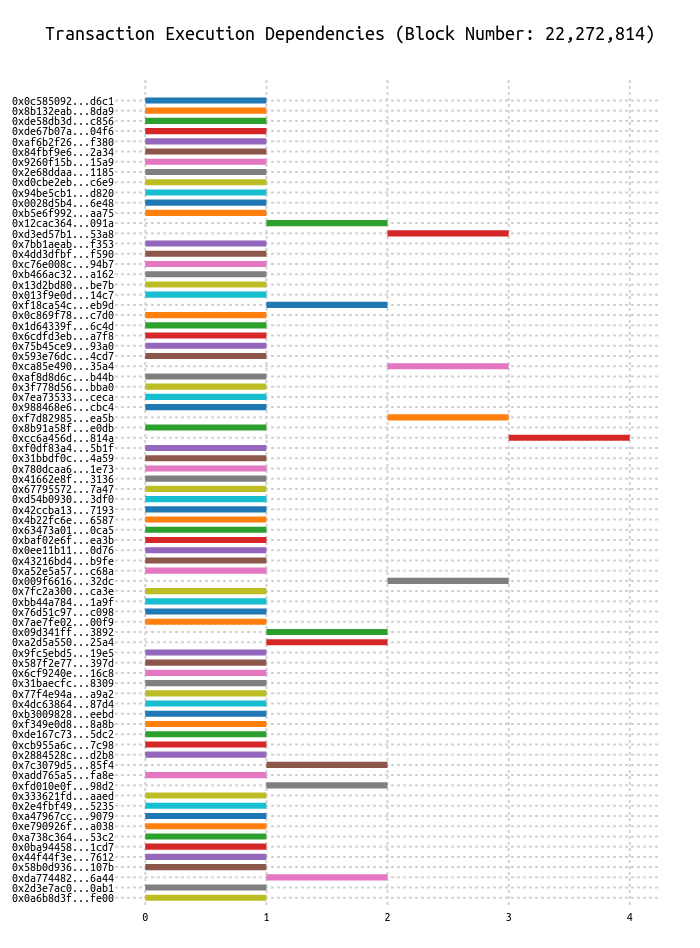 Transaction Execution Dependencies (Block Number: 22,272,814)
0x0c585092...d6c1
0x8b132eab...8da9
0xde58db3d...c856
0xde67b07a...04f6
0xaf6b2f26...f380
0x84fbf9e6...2a34
0x9260f15b...15a9
0x2e68ddaa...1185
0xd0cbe2eb...c6e9
0x94be5cb1...d820
0x0028d5b4...6e48
0xb5e6f992...aa75
0x12cac364...091a
0xd3ed57b1...53a8
0x7bb1aeab...f353
0x4dd3dfbf...f590
0xc76e008c...94b7
0xb466ac32...a162
0x13d2bd80...be7b
0x013f9e0d...14c7
0xf18ca54c...eb9d
0x0c869f78...c7d0
0x1d64339f...6c4d
0x6cdfd3eb...a7f8
0x75b45ce9...93a0
0x593e76dc...4cd7
0xca85e490...35a4
0xaf8d8d6c...b44b
0x3f778d56...bba0
0x7ea73533...ceca
0x988468e6...cbc4
0xf7d82985...ea5b
0x8b91a58f...e0db
0xcc6a456d...814a
0xf0df83a4...5b1f
0x31bbdf0c...4a59
0x780dcaa6...1e73
0x41662e8f...3136
0x67795572...7a47
0xd54b0930...3df0
0x42ccba13...7193
0x4b22fc6e...6587
0x63473a01...0ca5
0xbaf02e6f...ea3b
0x0ee11b11...0d76
0x43216bd4...b9fe
0xa52e5a57...c68a
0x009f6616...32dc
0x7fc2a300...ca3e
0xbb44a784...1a9f
0x76d51c97...c098
0x7ae7fe02...00f9
0x09d341ff...3892
0xa2d5a550...25a4
0x9fc5ebd5...19e5
0x587f2e77...397d
0x6cf9240e...16c8
0x31baecfc...8309
0x77f4e94a...a9a2
0x4dc63864...87d4
0xb3009828...eebd
0xf349e0d8...8a8b
0xde167c73...5dc2
0xcb955a6c...7c98
0x2884528c...d2b8
0x7c3079d5...85f4
0xadd765a5...fa8e
0xfd010e0f...98d2
0x333621fd...aaed
0x2e4fbf49...5235
0xa47967cc...9079
0xe790926f...a038
0xa738c364...53c2
0x0ba94458...1cd7
0x44f44f3e...7612
0x58b0d936...107b
0xda774482...6a44
0x2d3e7ac0...0ab1
0x0a6b8d3f...fe00
0 1 2 3 4